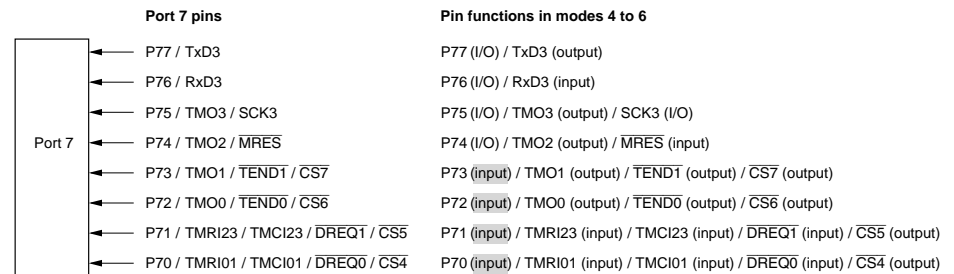 Port 7 pins Pin functions in modes 4 to 6
P77 / TxD3 P77 (I/O) / TxD3 (output)
P76 / RxD3 P76 (I/O) / RxD3 (input)
P75 / TMO3 / SCK3 P75 (I/O) / TMO3 (output) / SCK3 (I/O)
Port 7 P74 / TMO2 / MRES P74 (I/O) / TMO2 (output) / MRES (input)
P73 / TMO1 / TEND1 / CS7 P73 (input) / TMO1 (output) / TEND1 (output) / CS7 (output)
P72 / TMO0 / TEND0 / CS6 P72 (input) / TMO0 (output) / TEND0 (output) / CS6 (output)
P71 / TMRI23 / TMCI23 / DREQ1 / CS5 P71 (input) / TMRI23 (input) / TMCI23 (input) / DREQ1 (input) / CS5 (output)
P70 / TMRI01 / TMCI01 / DREQ0 / CS4 P70 (input) / TMRI01 (input) / TMCI01 (input) / DREQ0 (input) / CS4 (output)